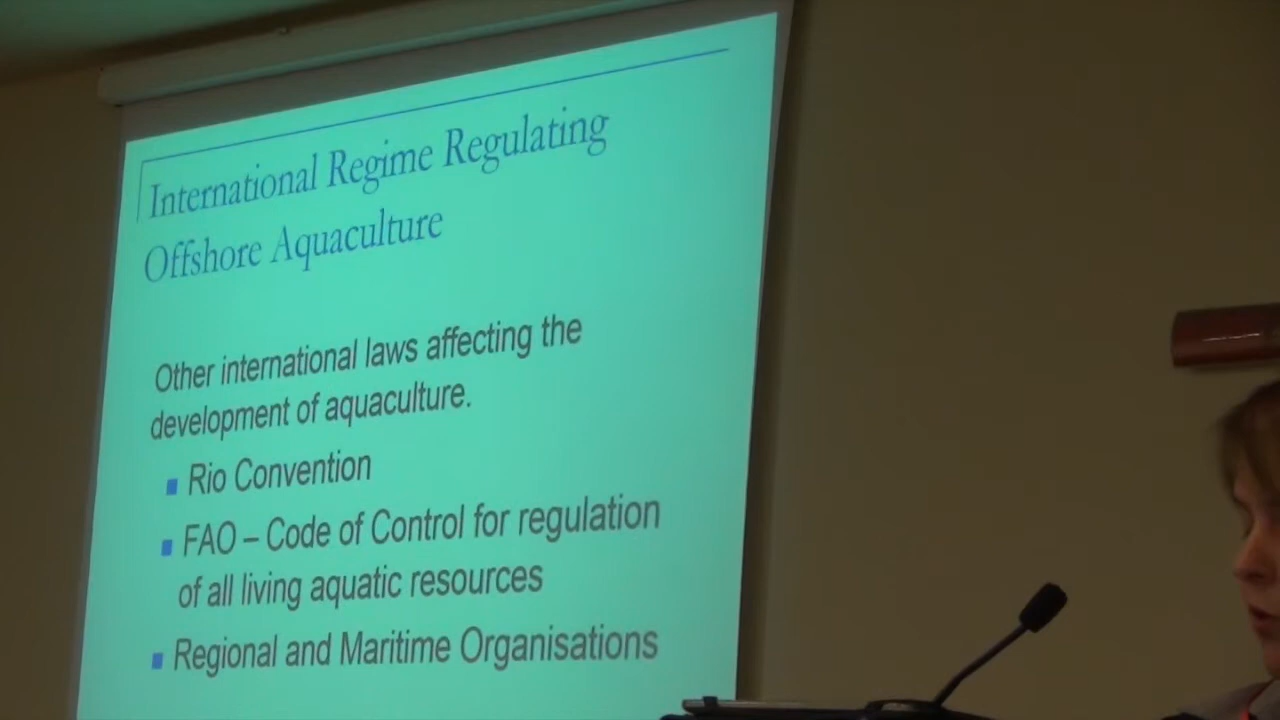 International Regime Regulating
Offshore Aquaculture
Other international laws affecting the
development of aquaculture.
Rio Convention
FAO – Code of Control for regulation
of all living aquatic resources
Regional and Maritime Organisations